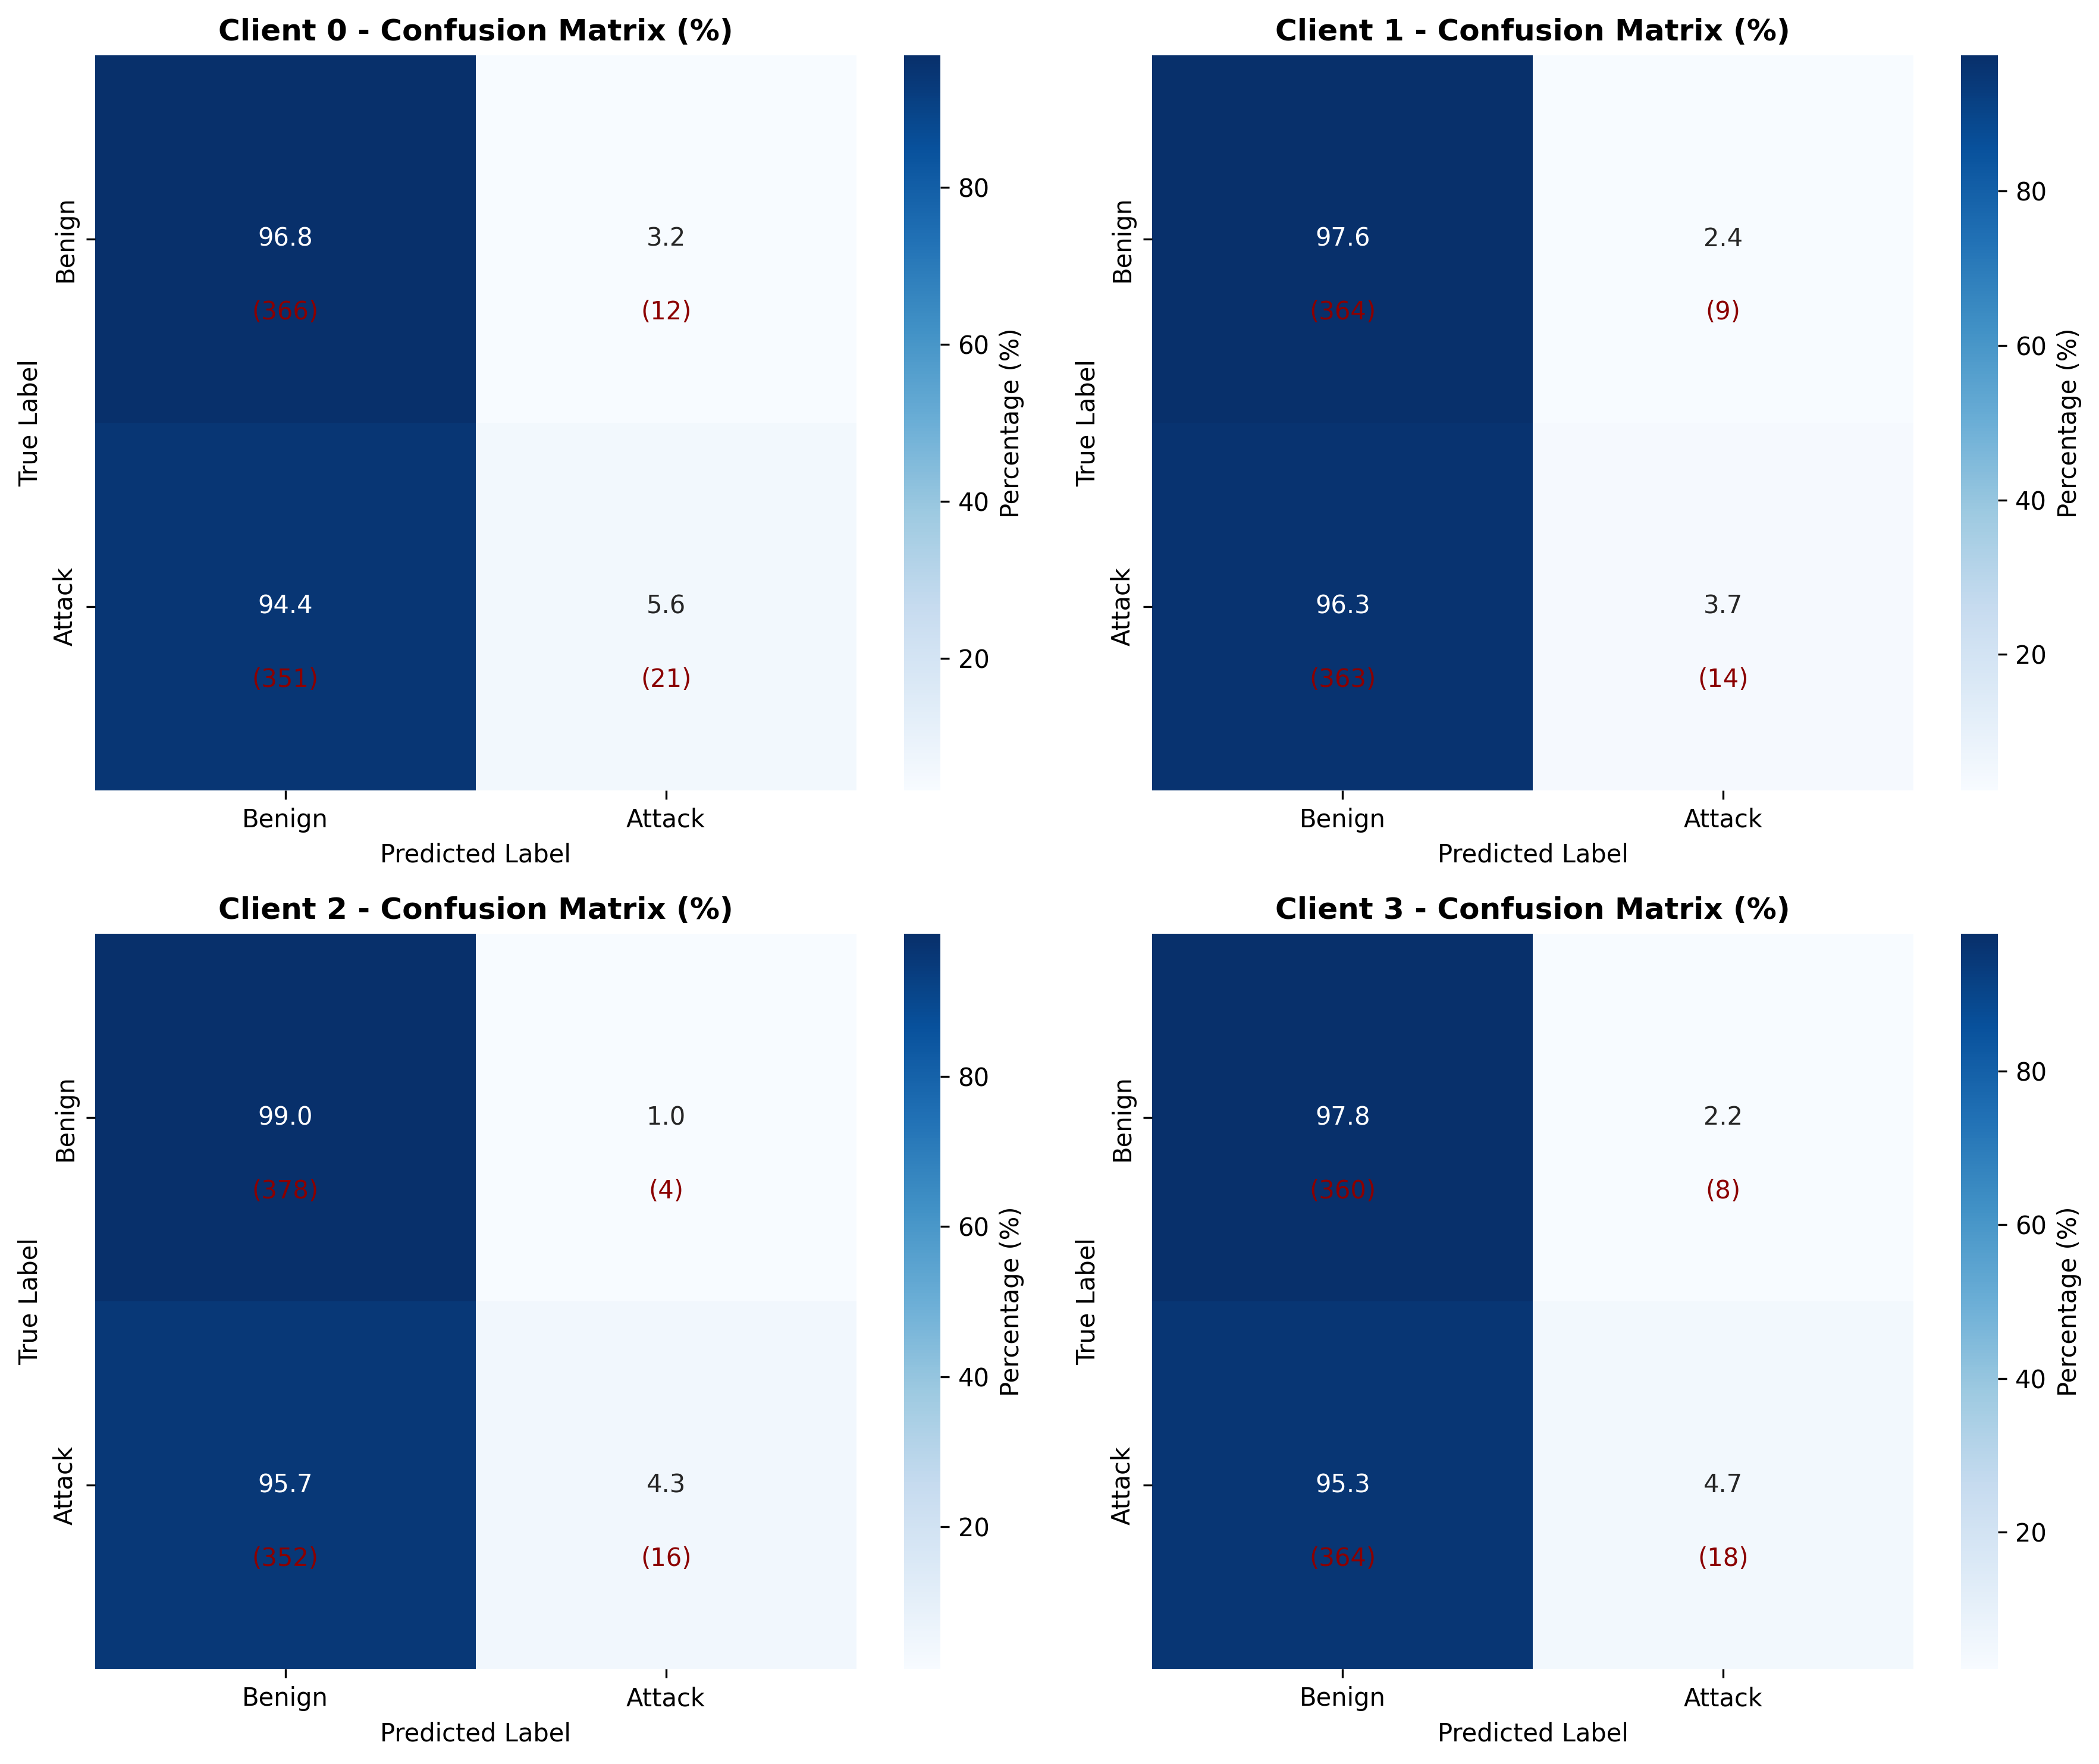 Client 0 - Confusion Matrix (%)
True Label
Benign
Attack
96.8
3.2
(366)
(12)
94.4
5.6
(351)
(21)
Benign
Attack
Predicted Label
80
60
40
20
Percentage (%)
Client 1 - Confusion Matrix (%)
True Label
Benign
Attack
97.6
2.4
(364)
(9)
96.3
3.7
(363)
(14)
Benign
Attack
Predicted Label
80
60
40
20
Percentage (%)
Client 2 - Confusion Matrix (%)
True Label
Benign
Attack
99.0
1.0
(378)
(4)
95.7
4.3
(352)
(16)
Benign
Attack
Predicted Label
80
60
40
20
Percentage (%)
Client 3 - Confusion Matrix (%)
True Label
Benign
Attack
97.8
2.2
(360)
(8)
95.3
4.7
(364)
(18)
Benign
Attack
Predicted Label
80
60
40
20
Percentage (%)